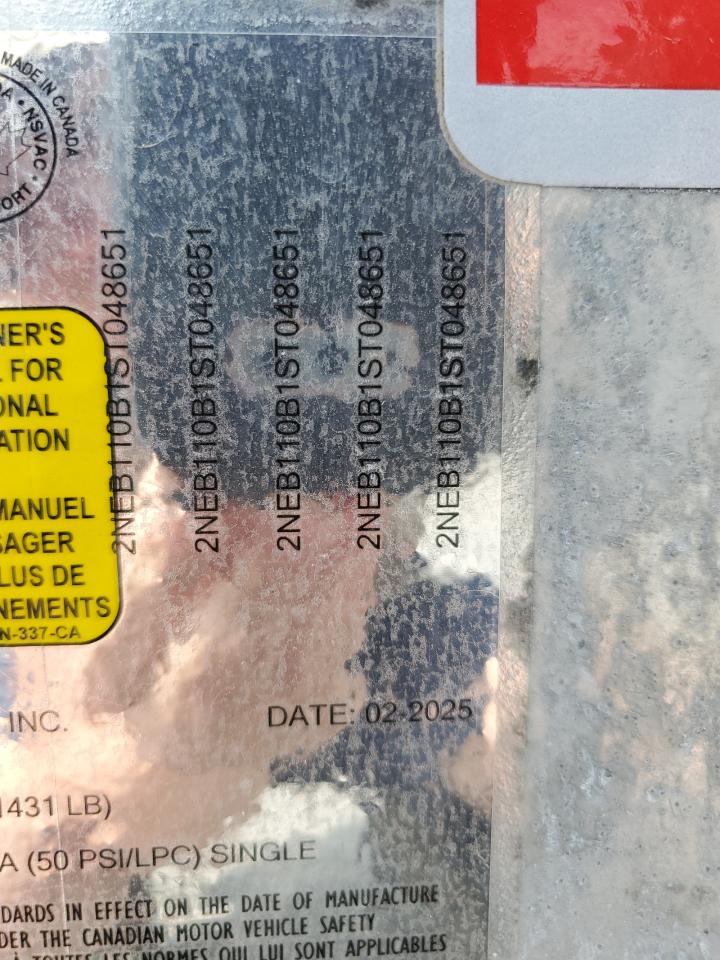 MADE IN CANADA
NSVAC
2NEB110B1ST048651
2NEB110B1ST048651
2NEB110B1ST048651
2NEB110B1ST048651
2NEB110B1ST048651
NER'S
FOR
ONAL
ATION
MANUEL
SAGER
LUS DE
NEMENTS
N-337-CA
INC.
DATE: 02-2025
1431 LB)
A (50 PSI/LPC) SINGLE
DARDS IN EFFECT ON THE DATE OF MANUFACTURE
DER THE CANADIAN MOTOR VEHICLE SAFETY
À TOUTES LES NORMES QUI LUI SONT APPLICABLES